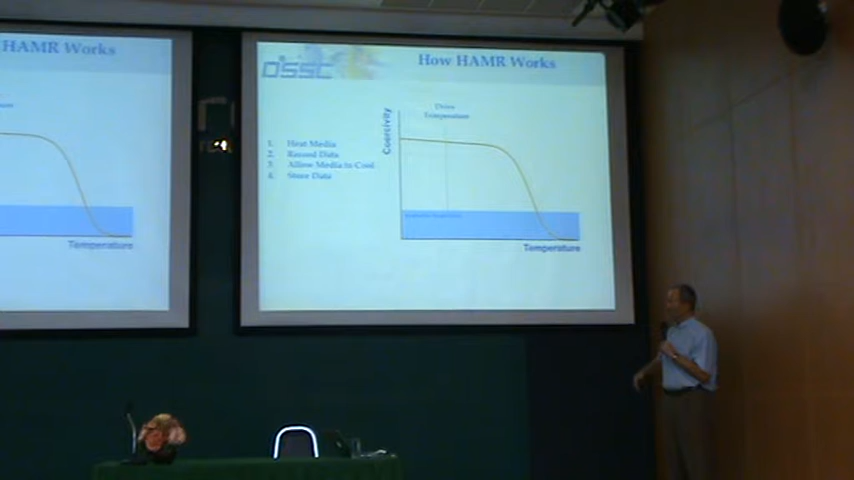 HAMR Works
Temperature
How HAMR Works
DSSC
Drive
Temperature
Coercivity
1. Heat Media
2. Record Data
3. Allow Media to Cool
4. Store Data
Temperature